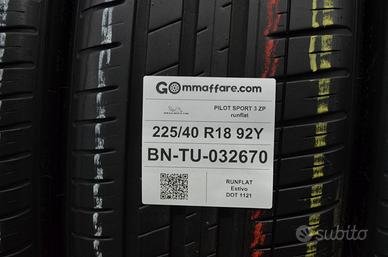 GOmmaffare.com
PILOT SPORT 3 ZP
runflat
225/40 R18 92Y
BN-TU-032670
RUNFLAT
Estivo
DOT 1121
subito